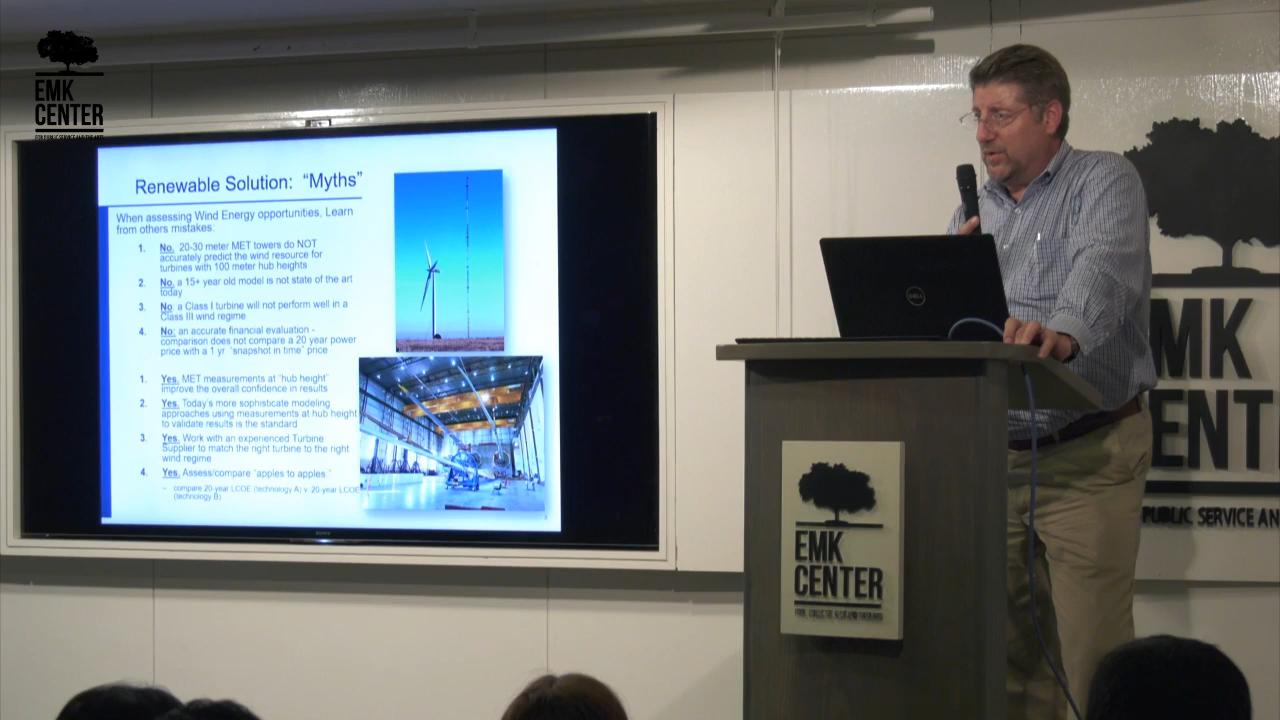 EMK
CENTER
Renewable Solution: "Myths"
When assessing Wind Energy opportunities, Learn
from others mistakes:
1. No, 20-30 meter MET towers do NOT
accurately predict the wind resource for
turbines with 100 meter hub heights
2. No, a 15+ year old model is not state of the art
today
3. No, a Class I turbine will not perform well in a
Class III wind regime
4. No; an accurate financial evaluation -
comparison does not compare a 20 year power
price with a 1 yr "snapshot in time" price
1. Yes, MET measurements at "hub height"
improve the overall confidence in results
2. Yes, Today's more sophisticate modeling
approaches using measurements at hub height
to validate results is the standard
3. Yes, Work with an experienced Turbine
Supplier to match the right turbine to the right
wind regime
4. Yes, Assess/compare "apples to apples."
– compare 20-year LCOE (technology A) v. 20-year LCOE
(technology B)
SONY
DELL
EMK
CENTER
EMK
CENT
PUBLIC SERVICE AN